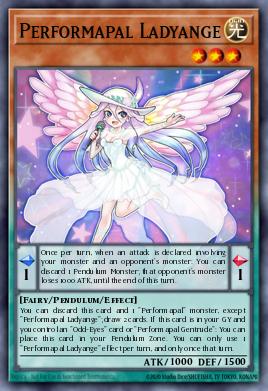 PERFORMAPAL LADYANGE
光
1
Once per turn, when an attack is declared involving
your monster and an opponent's monster: You can
discard 1 Pendulum Monster; that opponent's monster
loses 1000 ATK, until the end of this turn.
1
[FAIRY/PENDULUM/EFFECT]
You can discard this card and 1 "Performapal" monster, except
"Performapal Ladyange"; draw 2 cards. If this card is in your GY and
you control an "Odd-Eyes" card or "Performapal Gentrude": You can
place this card in your Pendulum Zone. You can only use 1
"Performapal Ladyange" effect per turn, and only once that turn.
ATK/1000 DEF/1500